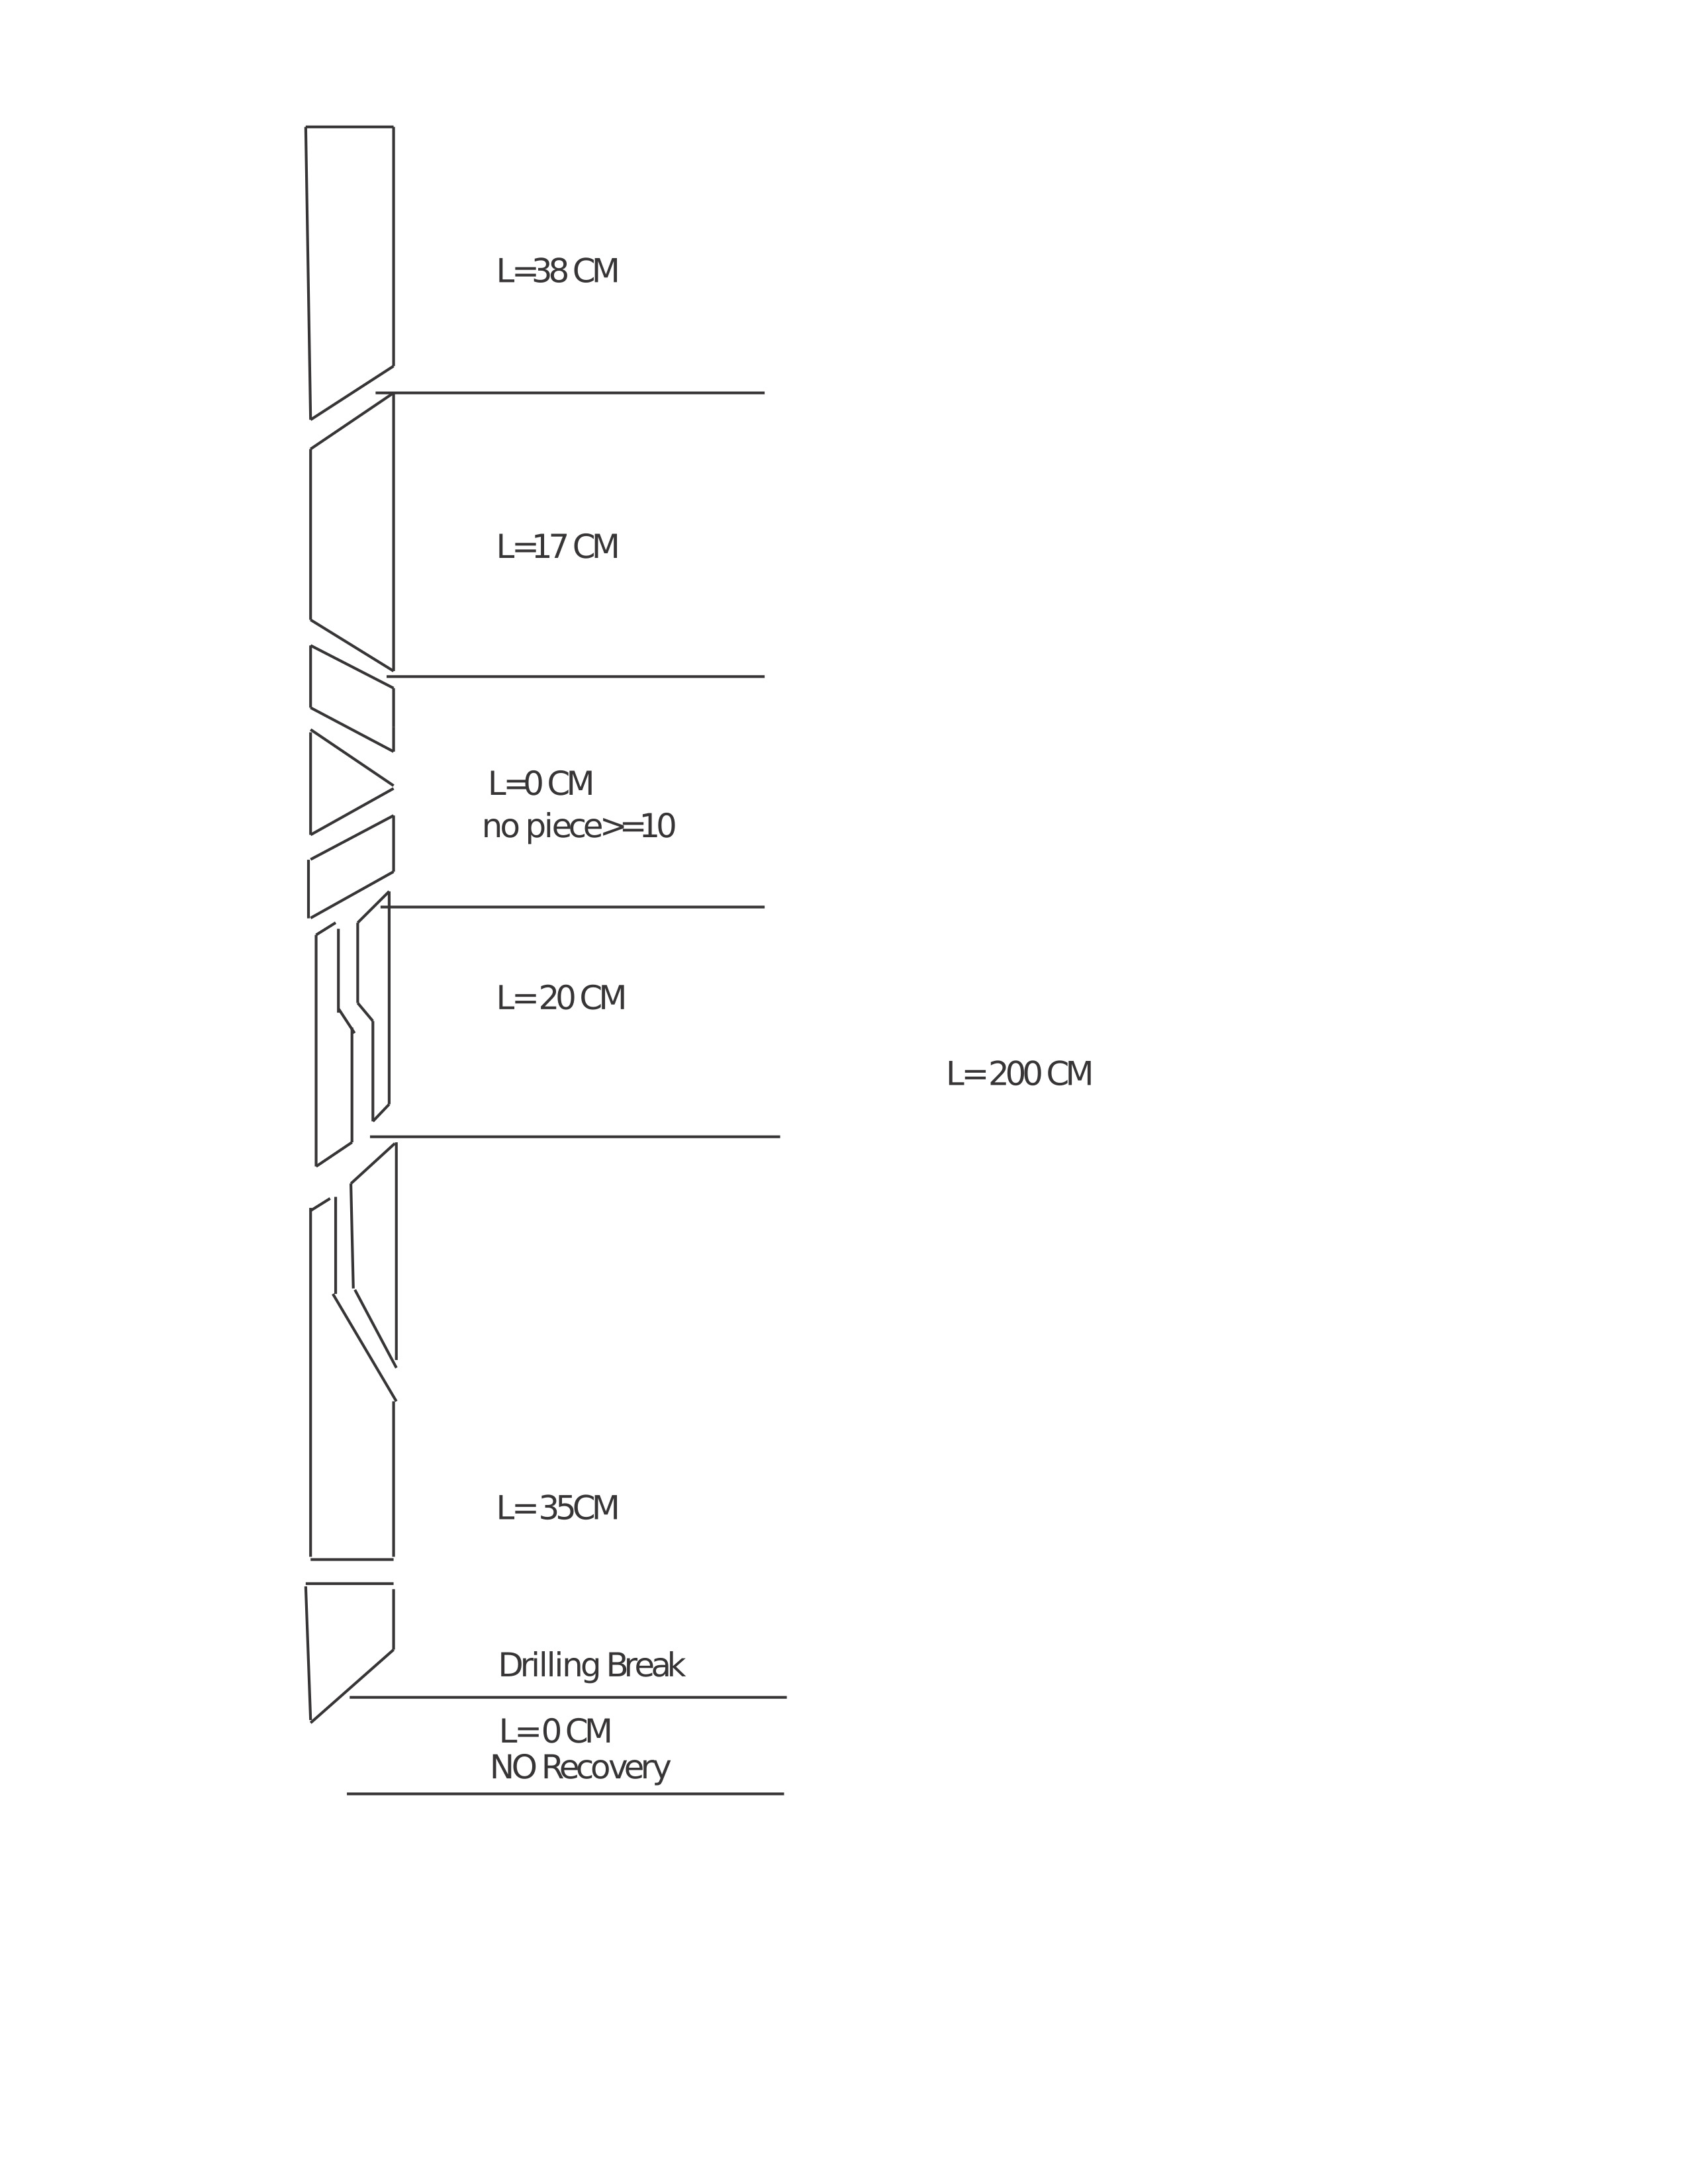 L=38 CM
L=17 CM
L=0 CM
no piece>=10
L= 20 CM
L= 200 CM
L= 35CM
Drilling Break
L= 0 CM
NO Recovery